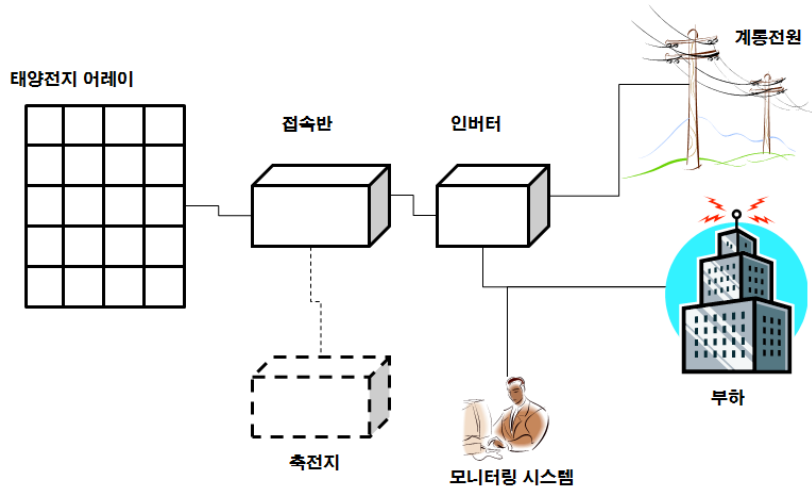 계통전원
태양전지 어레이
접속반
인버터
부하
축전지
모니터링 시스템